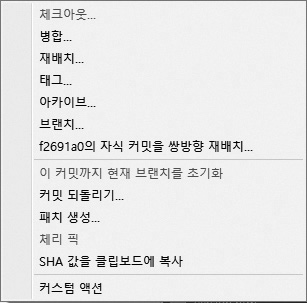 체크아웃...
병합...
재배치...
태그...
아카이브...
브랜치...
f2691a0의 자식 커밋을 쌍방향 재배치...
이 커밋까지 현재 브랜치를 초기화
커밋 되돌리기...
패치 생성...
체리 픽
SHA 값을 클립보드에 복사
커스텀 액션